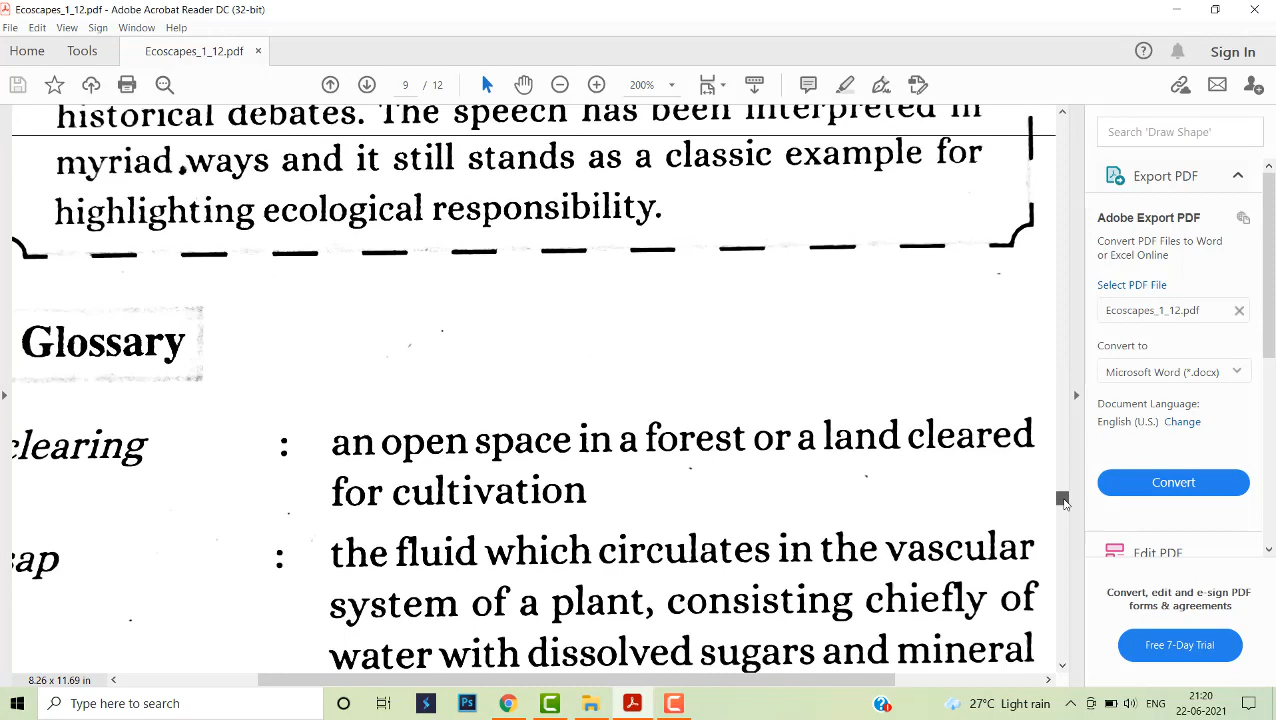 Ecoscapes_1_12.pdf - Adobe Acrobat Reader DC (32-bit)
File Edit View Sign Window Help
Home Tools Ecoscapes_1_12.pdf × Sign In
9 / 12 200%
historical debates. The speech has been interpreted in
myriad ways and it still stands as a classic example for
highlighting ecological responsibility.
Glossary
clearing : an open space in a forest or a land cleared
for cultivation
sap : the fluid which circulates in the vascular
system of a plant, consisting chiefly of
water with dissolved sugars and mineral
8.26 x 11.69 in
Search 'Draw Shape'
Export PDF
Adobe Export PDF
Convert PDF Files to Word
or Excel Online
Select PDF File
Ecoscapes_1_12.pdf
Convert to
Microsoft Word (*.docx)
Document Language:
English (U.S.) Change
Convert
Edit PDF
Convert, edit and e-sign PDF
forms & agreements
Free 7-Day Trial
Type here to search
Ps
27°C Light rain
ENG
21:20
22-06-2021